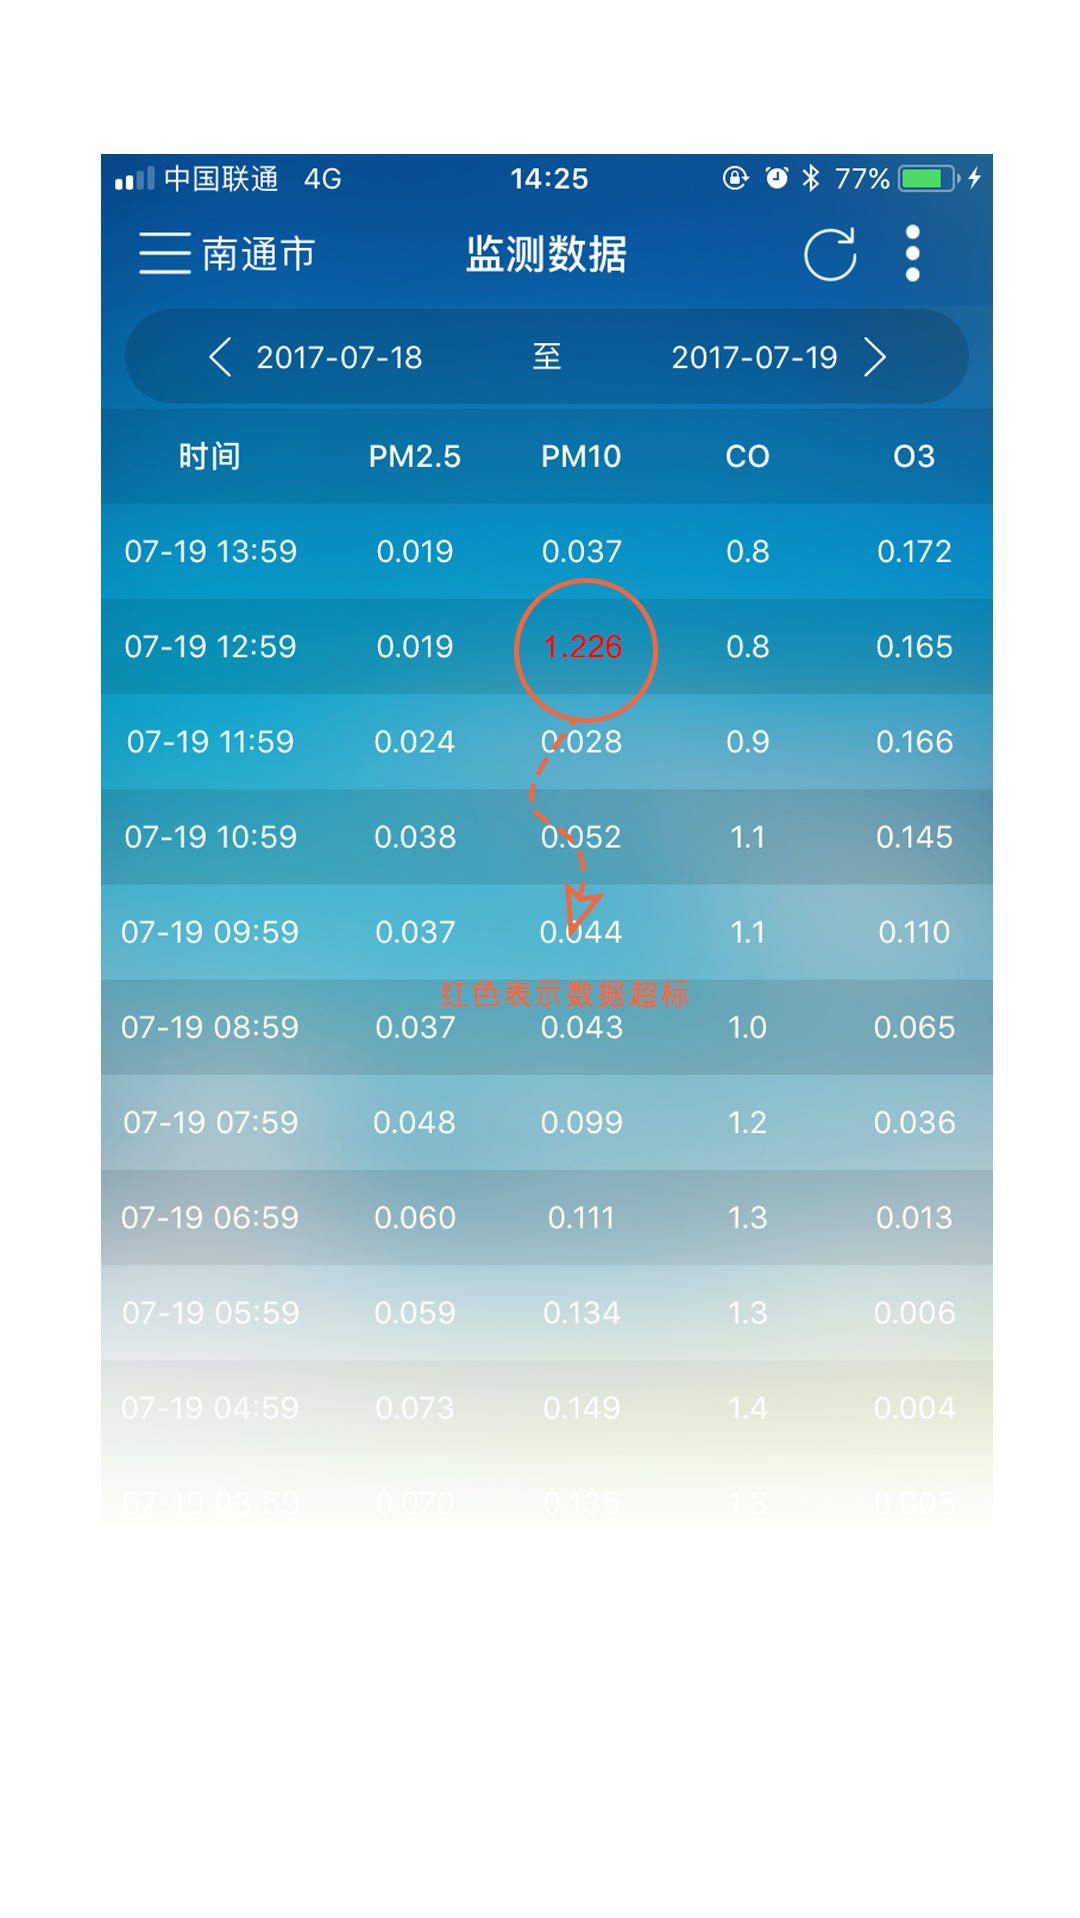 中国联通 4G 14:25 77%
南通市 监测数据
2017-07-18 至 2017-07-19
时间 PM2.5 PM10 CO O3
07-19 13:59 0.019 0.037 0.8 0.172
07-19 12:59 0.019 1.226 0.8 0.165
07-19 11:59 0.024 0.028 0.9 0.166
07-19 10:59 0.038 0.052 1.1 0.145
07-19 09:59 0.037 0.044 1.1 0.110
红色表示数据超标
07-19 08:59 0.037 0.043 1.0 0.065
07-19 07:59 0.048 0.099 1.2 0.036
07-19 06:59 0.060 0.111 1.3 0.013
07-19 05:59 0.059 0.134 1.3 0.006
07-19 04:59 0.073 0.149 1.4 0.004
07-19 03:59 0.070 0.135 1.3 0.005